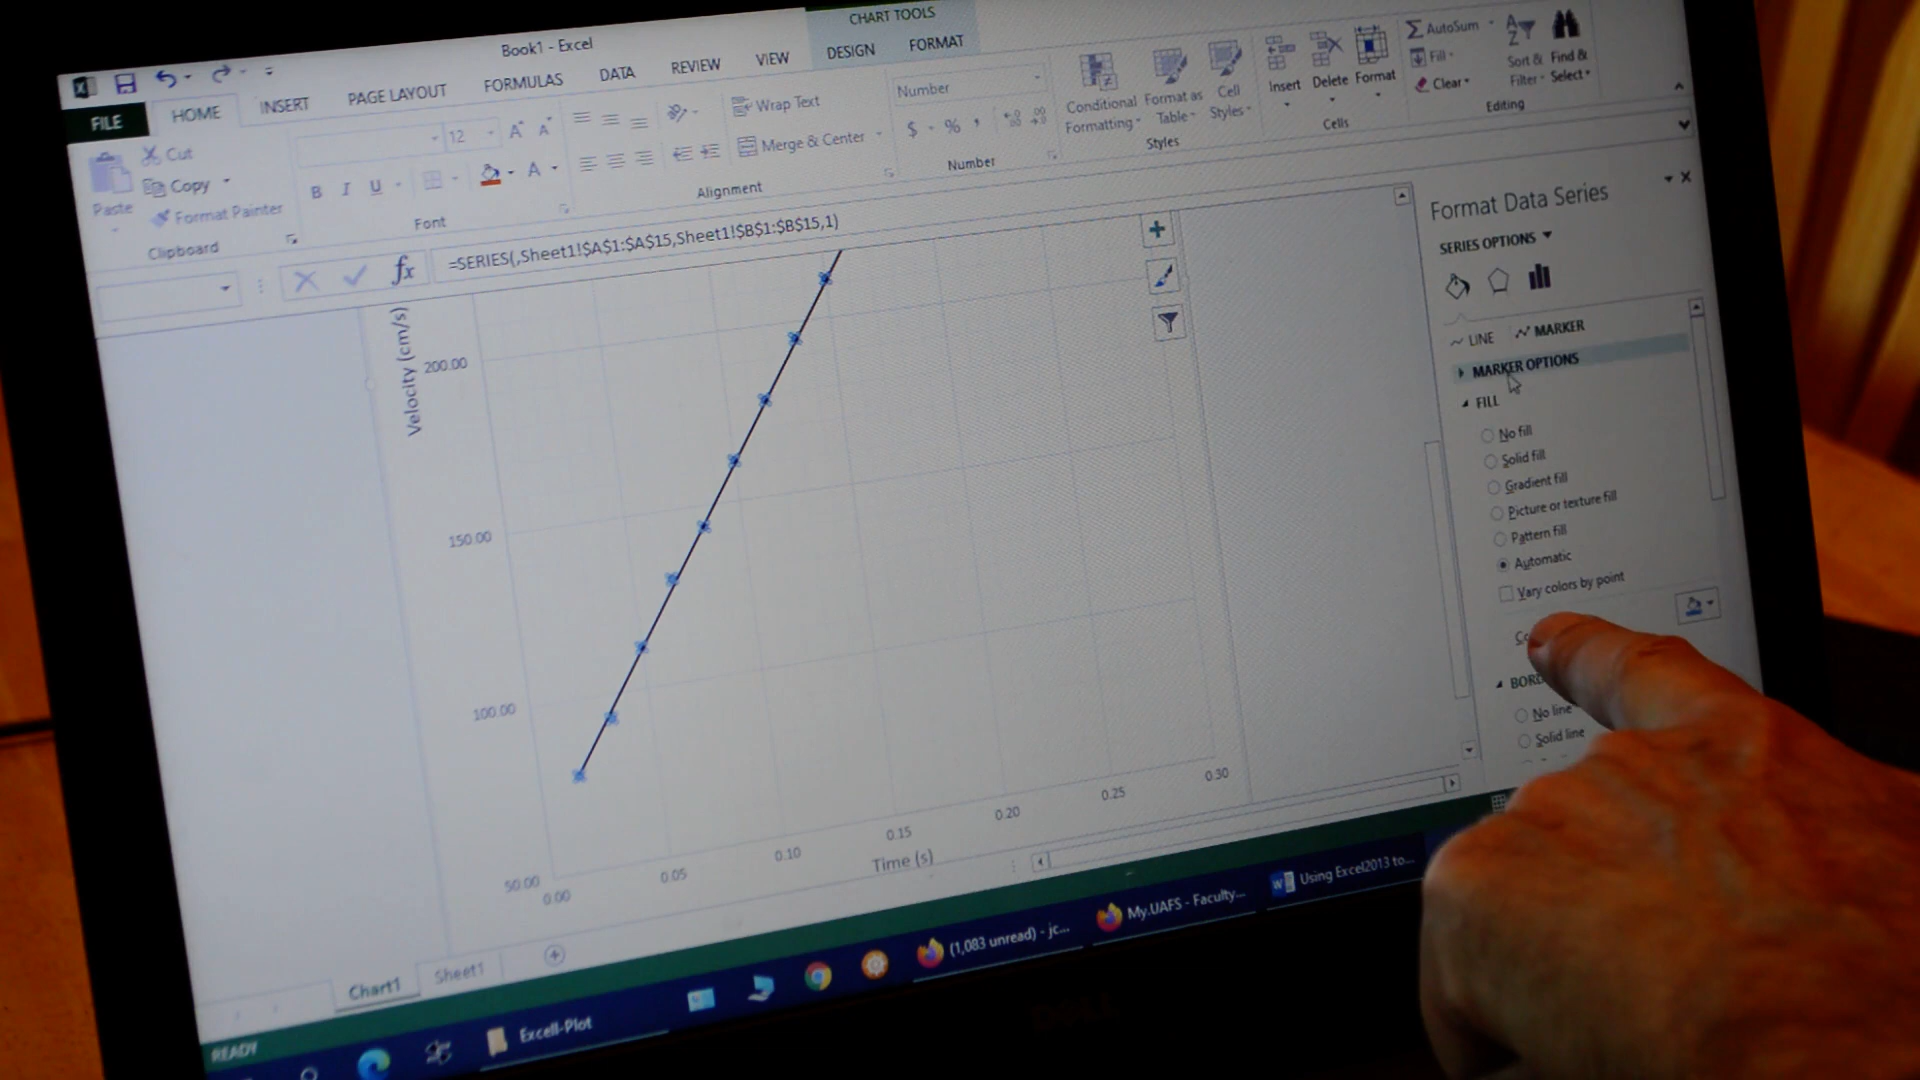 CHART TOOLS
Book1 - Excel
FILE HOME INSERT PAGE LAYOUT FORMULAS DATA REVIEW VIEW DESIGN FORMAT
Paste
Cut
Copy
Format Painter
Clipboard
12
B I U
Font
Wrap Text
Merge & Center
Alignment
Number
$ % ,
Number
Conditional Formatting
Format as Table
Cell Styles
Styles
Insert Delete Format
Cells
AutoSum
Fill
Clear
Sort & Filter
Find & Select
Editing
fx =SERIES(,Sheet1!$A$1:$A$15,Sheet1!$B$1:$B$15,1)
Velocity (cm/s)
200.00
150.00
100.00
50.00
0.00 0.05 0.10 0.15 0.20 0.25 0.30
Time (s)
Format Data Series
SERIES OPTIONS
LINE MARKER
MARKER OPTIONS
FILL
No fill
Solid fill
Gradient fill
Picture or texture fill
Pattern fill
Automatic
Vary colors by point
No line
Solid line
Chart1 Sheet1
READY
Excell-Plot
(1,083 unread) - jc...
My.UAFS - Faculty...
Using Excel2013 to...